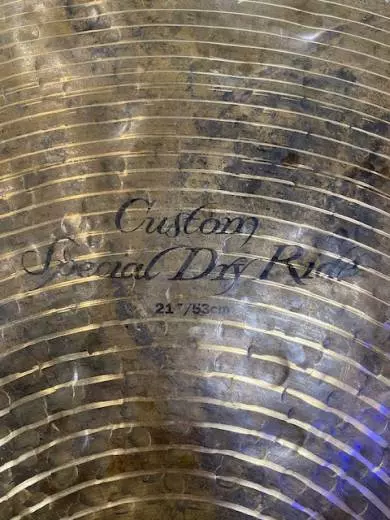 Custom
Special Dry Ride
21"/53cm